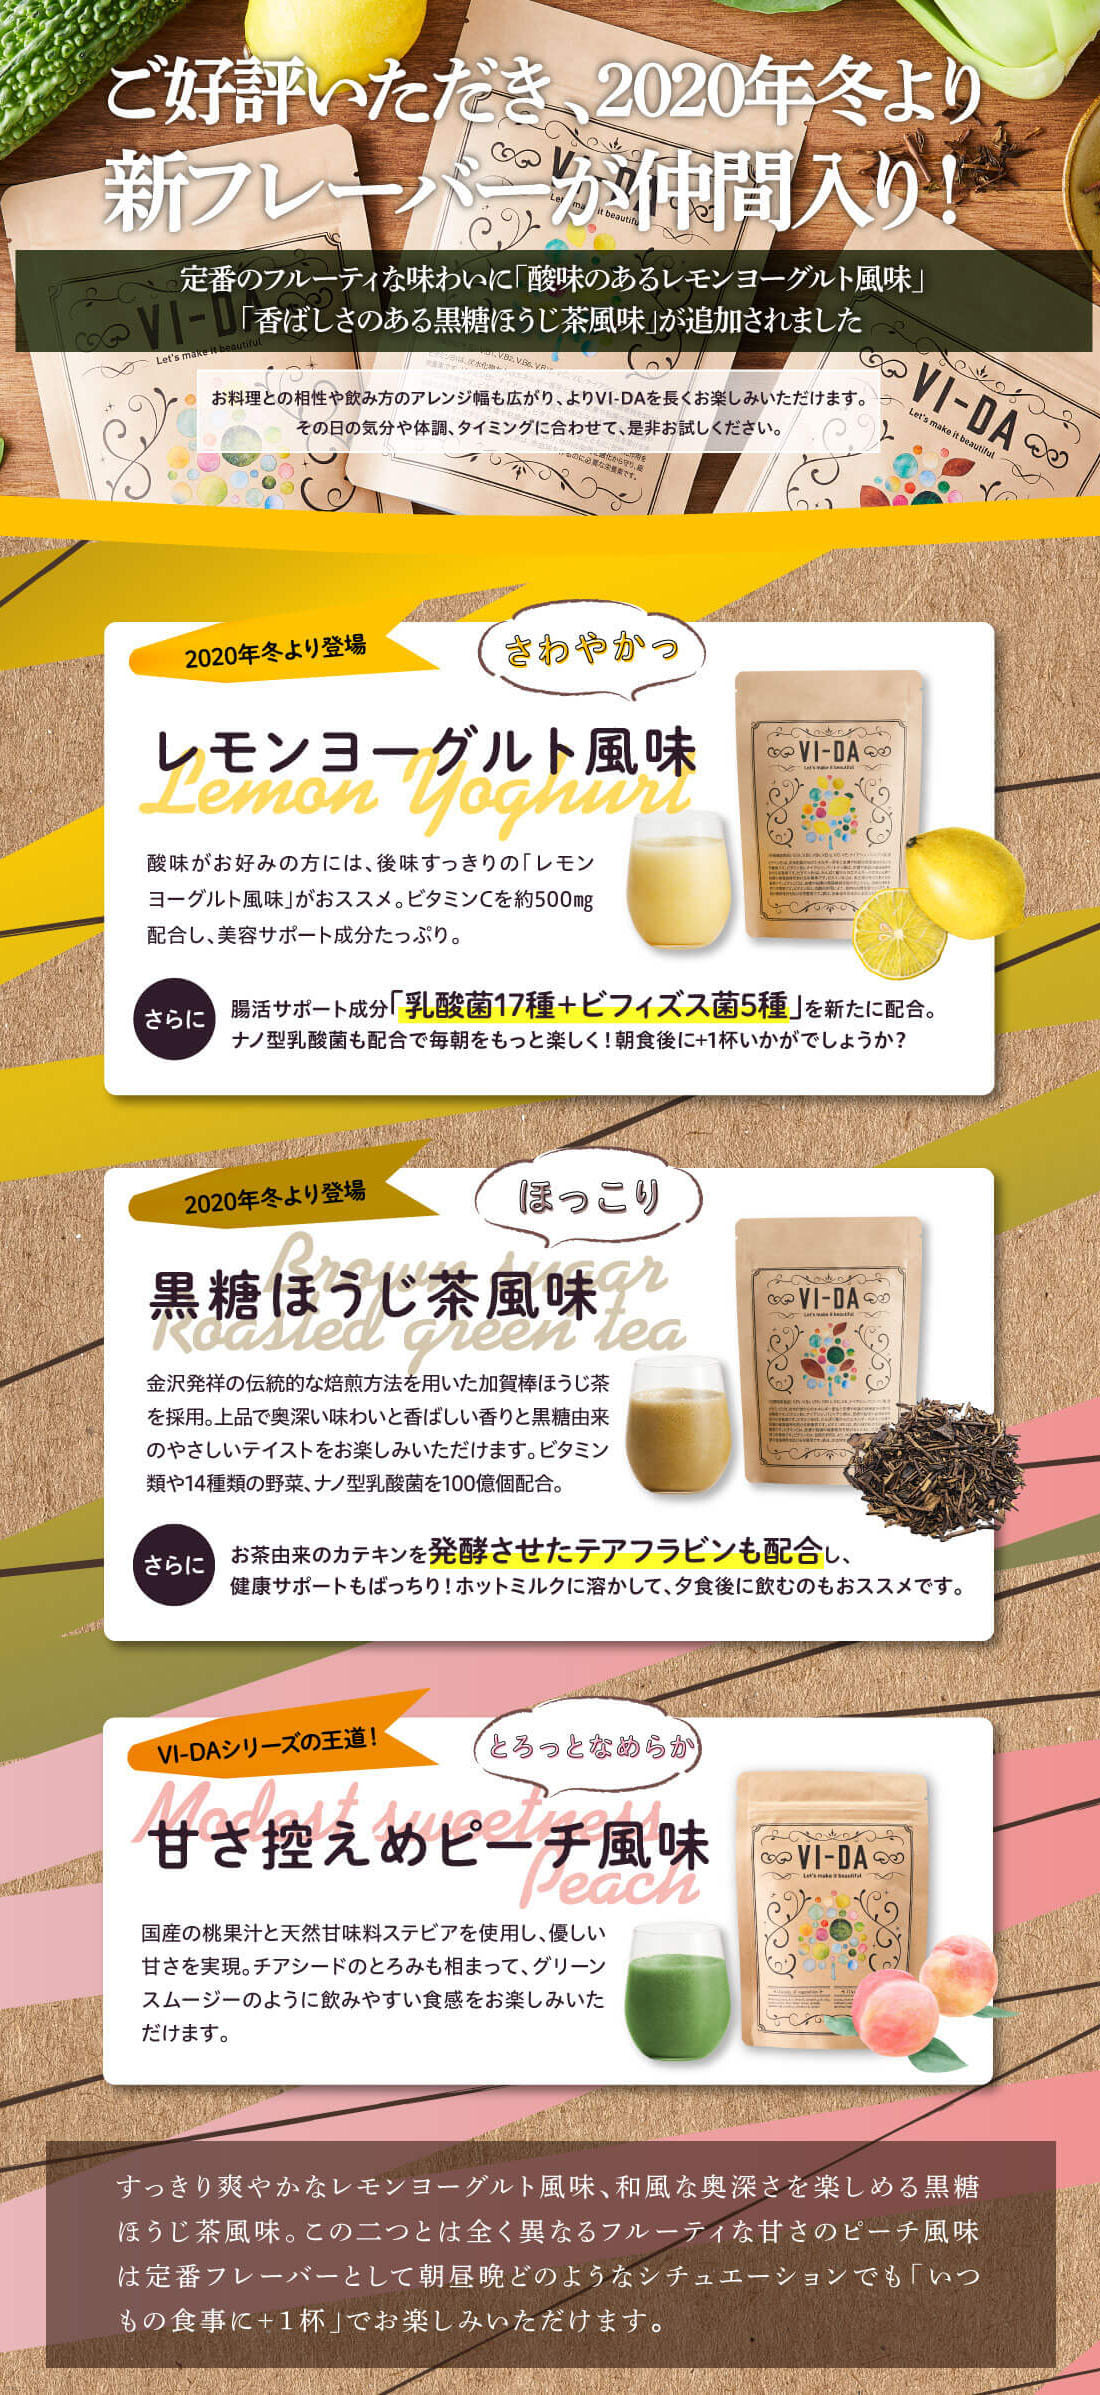 ご好評いただき、2020年冬より
新フレーバーが仲間入り!
定番のフルーティな味わいに「酸味のあるレモンヨーグルト風味」
「香ばしさのある黒糖ほうじ茶風味」が追加されました
お料理との相性や飲み方のアレンジ幅も広がり、よりVI-DAを長くお楽しみいただけます。
その日の気分や体調、タイミングに合わせて、是非お試しください。
VI-DA
Let's make it beautiful
VI-DA
Let's make it beautiful
VI-DA
Let's make it beautiful
2020年冬より登場
さわやかっ
レモンヨーグルト風味
Lemon Yoghurt
酸味がお好みの方には、後味すっきりの「レモン
ヨーグルト風味」がおススメ。ビタミンCを約500mg
配合し、美容サポート成分たっぷり。
VI-DA
Let's make it beautiful
さらに
腸活サポート成分「乳酸菌17種+ビフィズス菌5種」を新たに配合。
ナノ型乳酸菌も配合で毎朝をもっと楽しく!朝食後に+1杯いかがでしょうか?
2020年冬より登場
ほっこり
Brown sugar
黒糖ほうじ茶風味
Roasted green tea
金沢発祥の伝統的な焙煎方法を用いた加賀棒ほうじ茶
を採用。上品で奥深い味わいと香ばしい香りと黒糖由来
のやさしいテイストをお楽しみいただけます。ビタミン
類や14種類の野菜、ナノ型乳酸菌を100億個配合。
VI-DA
Let's make it beautiful
さらに
お茶由来のカテキンを発酵させたテアフラビンも配合し、
健康サポートもばっちり!ホットミルクに溶かして、夕食後に飲むのもおススメです。
VI-DAシリーズの王道!
とろっとなめらか
Modest sweetness
甘さ控えめピーチ風味
Peach
国産の桃果汁と天然甘味料ステビアを使用し、優しい
甘さを実現。チアシードのとろみも相まって、グリーン
スムージーのように飲みやすい食感をお楽しみいた
だけます。
VI-DA
Let's make it beautiful
すっきり爽やかなレモンヨーグルト風味、和風な奥深さを楽しめる黒糖
ほうじ茶風味。この二つとは全く異なるフルーティな甘さのピーチ風味
は定番フレーバーとして朝昼晩どのようなシチュエーションでも「いつ
もの食事に+1杯」でお楽しみいただけます。